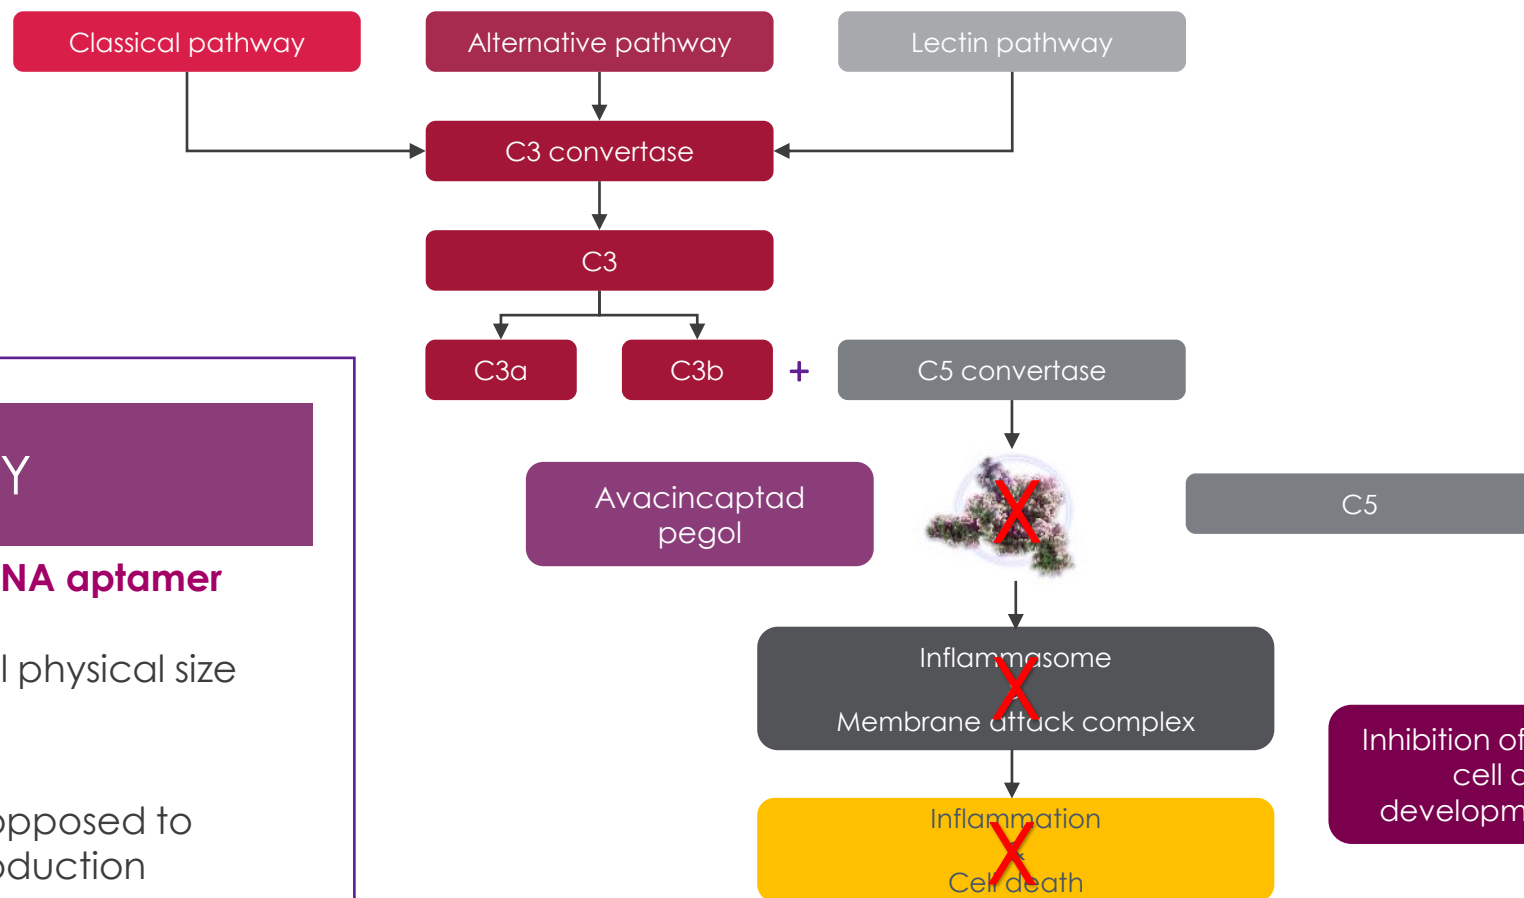 Classical pathway
Alternative pathway
Lectin pathway
C3 convertase
C3
C3a
C3b
+
C5 convertase
Y
Avacincaptad
pegol
X
C5
NA aptamer
l physical size
Inflammasome
X
Membrane attack complex
Inhibition of
cell
developm
opposed to
oduction
Inflammation
X
&
Cell death